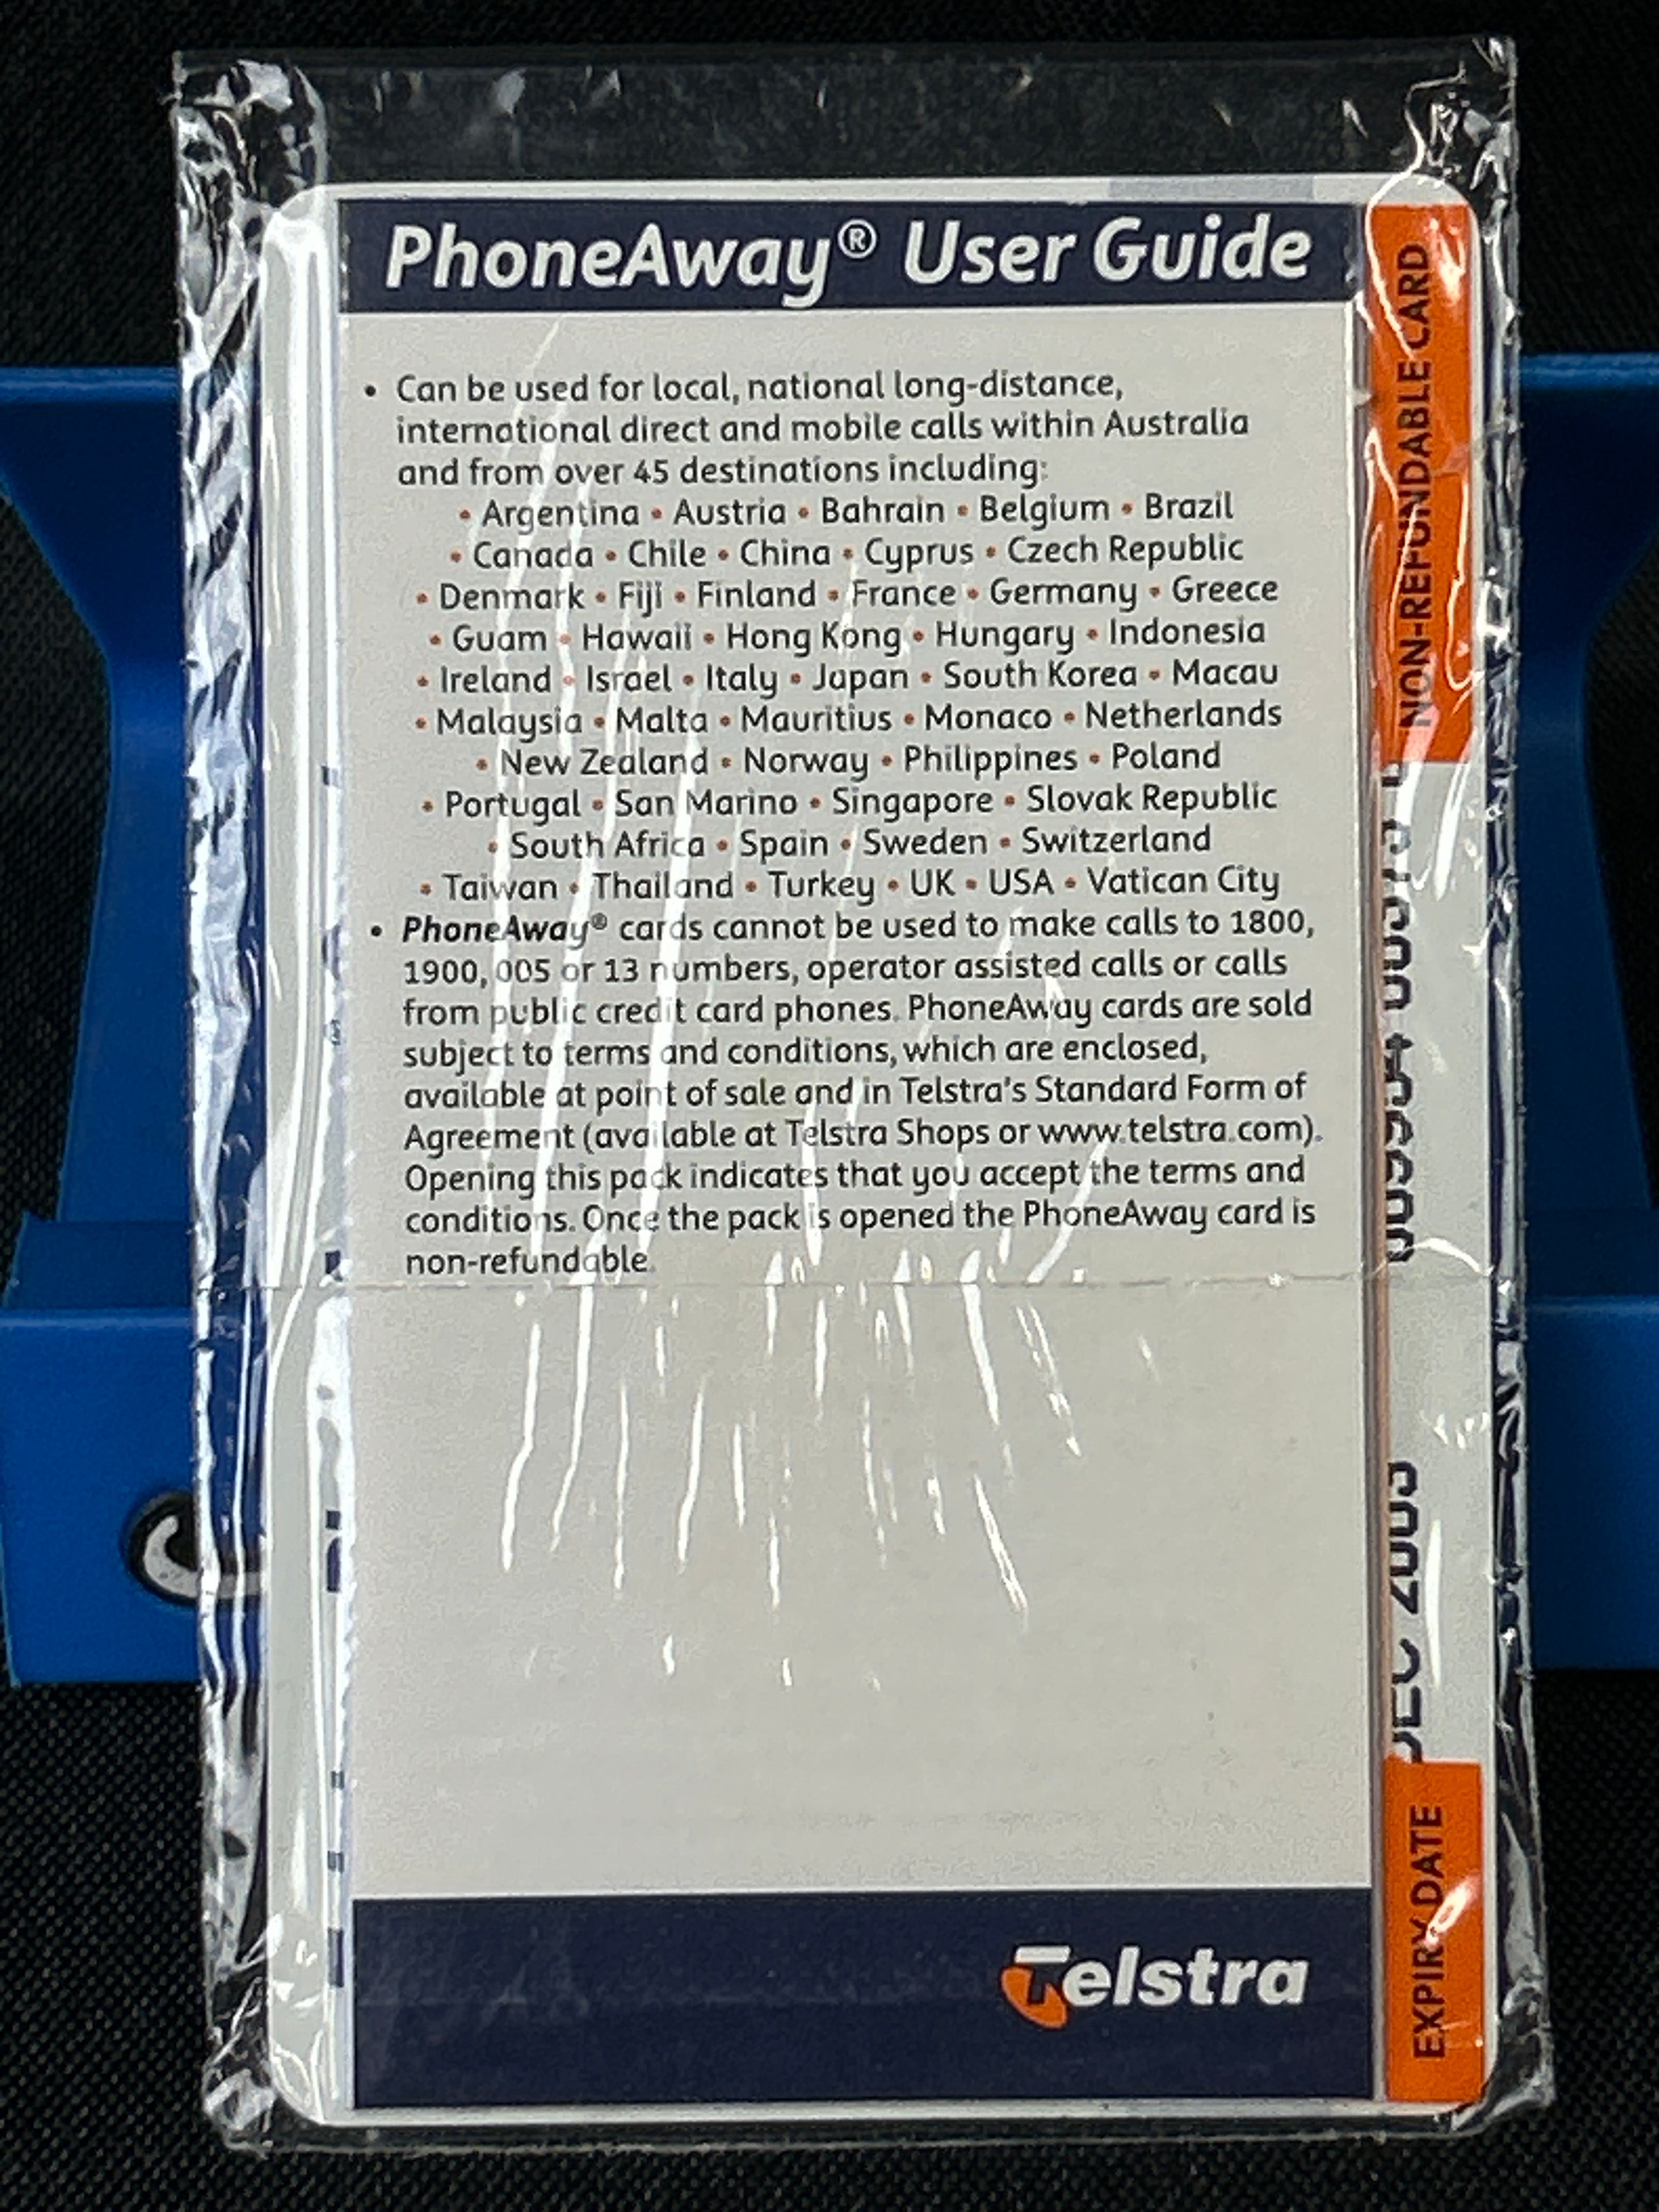 PhoneAway® User Guide
• Can be used for local, national long-distance,
international direct and mobile calls within Australia
and from over 45 destinations including:
• Argentina • Austria • Bahrain • Belgium • Brazil
• Canada • Chile • China • Cyprus • Czech Republic
• Denmark • Fiji • Finland • France • Germany • Greece
• Guam • Hawaii • Hong Kong • Hungary • Indonesia
• Ireland • Israel • Italy • Japan • South Korea • Macau
• Malaysia • Malta • Mauritius • Monaco • Netherlands
• New Zealand • Norway • Philippines • Poland
• Portugal • San Marino • Singapore • Slovak Republic
• South Africa • Spain • Sweden • Switzerland
• Taiwan • Thailand • Turkey • UK • USA • Vatican City
• PhoneAway® cards cannot be used to make calls to 1800,
1900, 005 or 13 numbers, operator assisted calls or calls
from public credit card phones. PhoneAway cards are sold
subject to terms and conditions, which are enclosed,
available at point of sale and in Telstra's Standard Form of
Agreement (available at Telstra Shops or www.telstra.com).
Opening this pack indicates that you accept the terms and
conditions. Once the pack is opened the PhoneAway card is
non-refundable.
Telstra
EXPIRY DATE
DEC 2003
NON-REFUNDABLE CARD